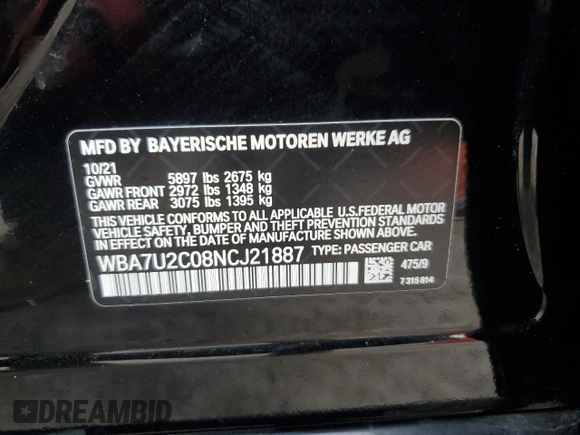 MFD BY BAYERISCHE MOTOREN WERKE AG
10/21
GVWR 5897 lbs 2675 kg
GAWR FRONT 2972 lbs 1348 kg
GAWR REAR 3075 lbs 1395 kg
THIS VEHICLE CONFORMS TO ALL APPLICABLE U.S.FEDERAL MOTOR
VEHICLE SAFETY, BUMPER AND THEFT PREVENTION STANDARDS
IN EFFECT ON THE DATE OF MANUFACTURE SHOWN ABOVE.
WBA7U2C08NCJ21887 TYPE: PASSENGER CAR
475/9
7 315 814
DREAMBID